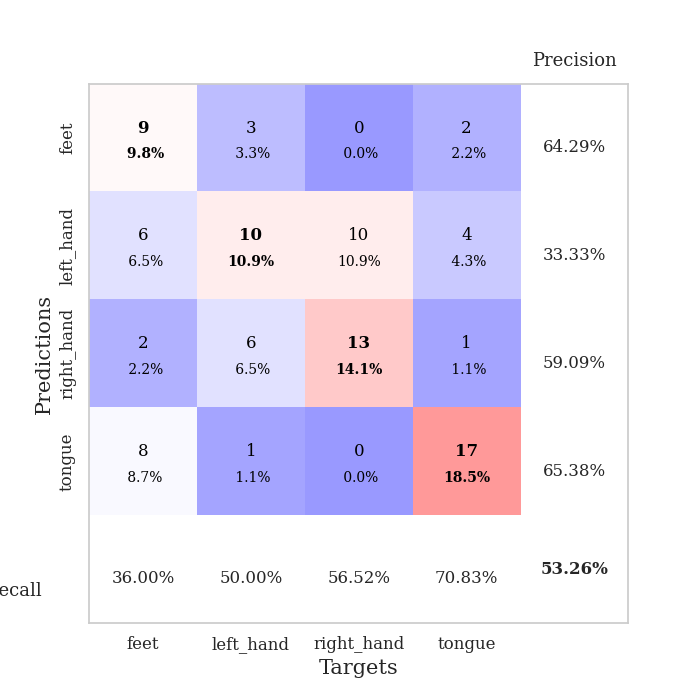 Precision
feet
9 3 0 2
9.8% 3.3% 0.0% 2.2%
64.29%
left_hand
6 10 10 4
6.5% 10.9% 10.9% 4.3%
33.33%
Predictions
right_hand
2 6 13 1
2.2% 6.5% 14.1% 1.1%
59.09%
tongue
8 1 0 17
8.7% 1.1% 0.0% 18.5%
65.38%
ecall
36.00% 50.00% 56.52% 70.83% 53.26%
feet left_hand right_hand tongue
Targets